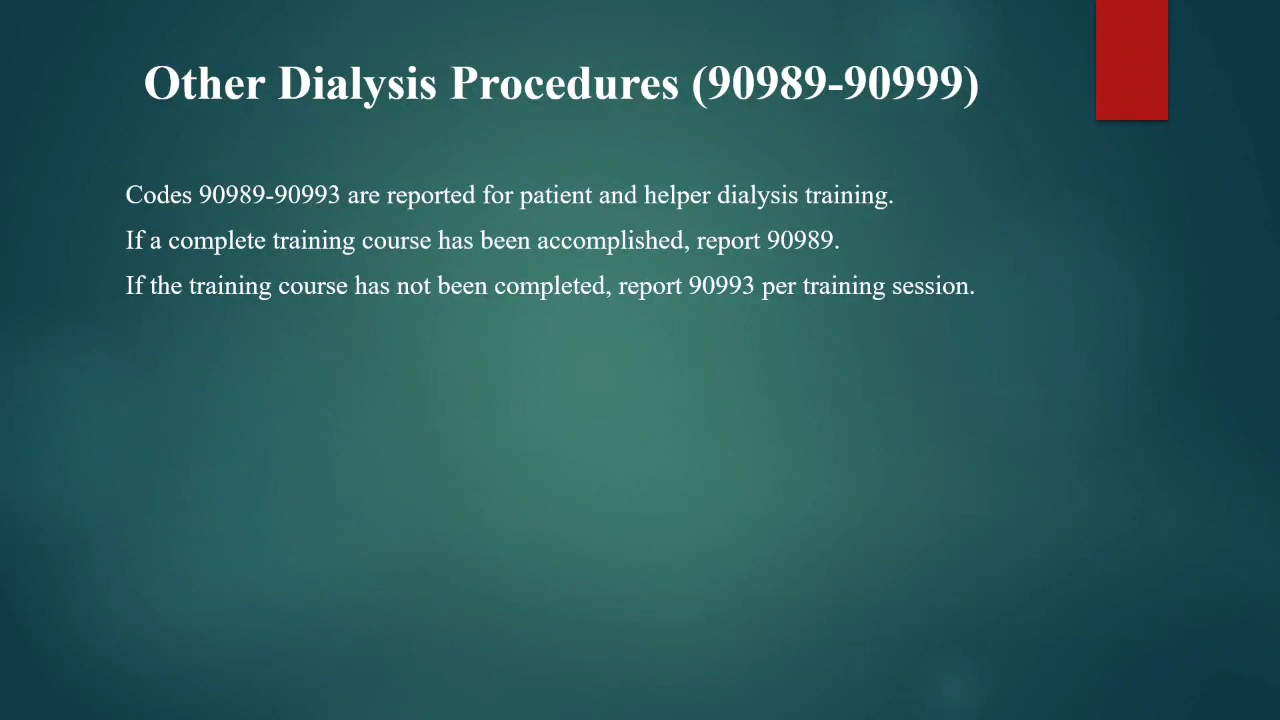 Other Dialysis Procedures (90989-90999)
Codes 90989-90993 are reported for patient and helper dialysis training.
If a complete training course has been accomplished, report 90989.
If the training course has not been completed, report 90993 per training session.